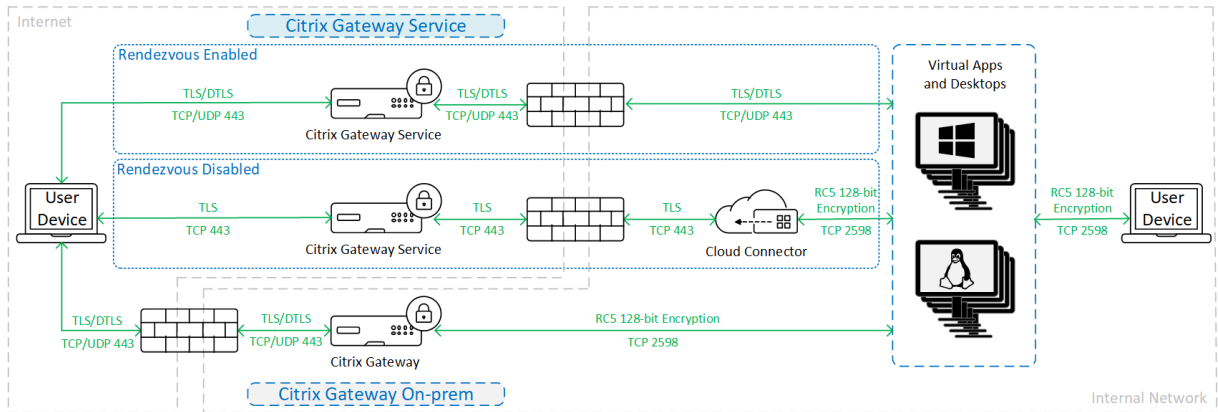 Internet
Citrix Gateway Service
Rendezvous Enabled
Virtual Apps
and Desktops
TLS/DTLS
TCP/UDP 443
Citrix Gateway Service
TLS/DTLS
TCP/UDP 443
TLS/DTLS
TCP/UDP 443
Rendezvous Disabled
User
Device
TLS
TCP 443
Citrix Gateway Service
TLS
TCP 443
TLS
TCP 443
Cloud Connector
RC5 128-bit
Encryption
TCP 2598
RC5 128-bit
Encryption
TCP 2598
User
Device
TLS/DTLS
TCP/UDP 443
TLS/DTLS
TCP/UDP 443
Citrix Gateway
RC5 128-bit Encryption
TCP 2598
Citrix Gateway On-prem
Internal Network